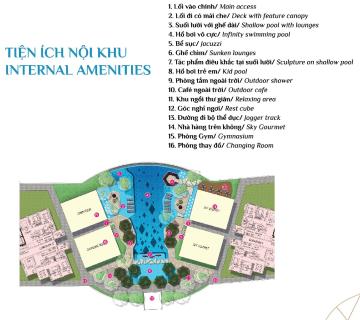 TIỆN ÍCH NỘI KHU
INTERNAL AMENITIES
1. Lối vào chính/ Main access
2. Lối đi có mái che/ Deck with feature canopy
3. Suối lười với ghế dài/ Shallow pool with lounges
4. Hồ bơi vô cực/ Infinity swimming pool
5. Bể sục/ Jacuzzi
6. Ghế chìm/ Sunken lounges
7. Tác phẩm điêu khắc tại suối lười/ Sculpture on shallow pool
8. Hồ bơi trẻ em/ Kid pool
9. Phòng tắm ngoài trời/ Outdoor shower
10. Café ngoài trời/ Outdoor cafe
11. Khu ngồi thư giãn/ Relaxing area
12. Góc nghỉ ngơi/ Rest cube
13. Đường đi bộ thể dục/ Jogger track
14. Nhà hàng trên không/ Sky Gourmet
15. Phòng Gym/ Gymnasium
16. Phòng thay đồ/ Changing Room